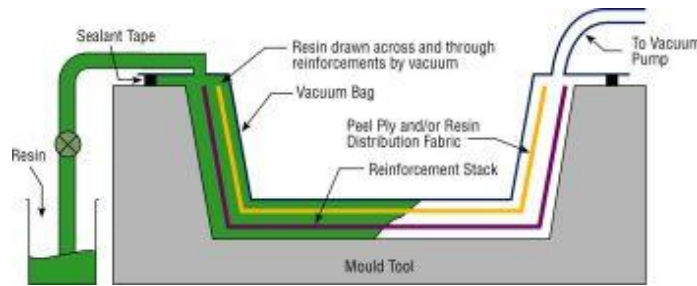 Sealant Tape
Resin drawn across and through
reinforcements by vacuum
To Vacuum
Pump
Vacuum Bag
Peel Ply and/or Resin
Distribution Fabric
Resin
Reinforcement Stack
Mould Tool